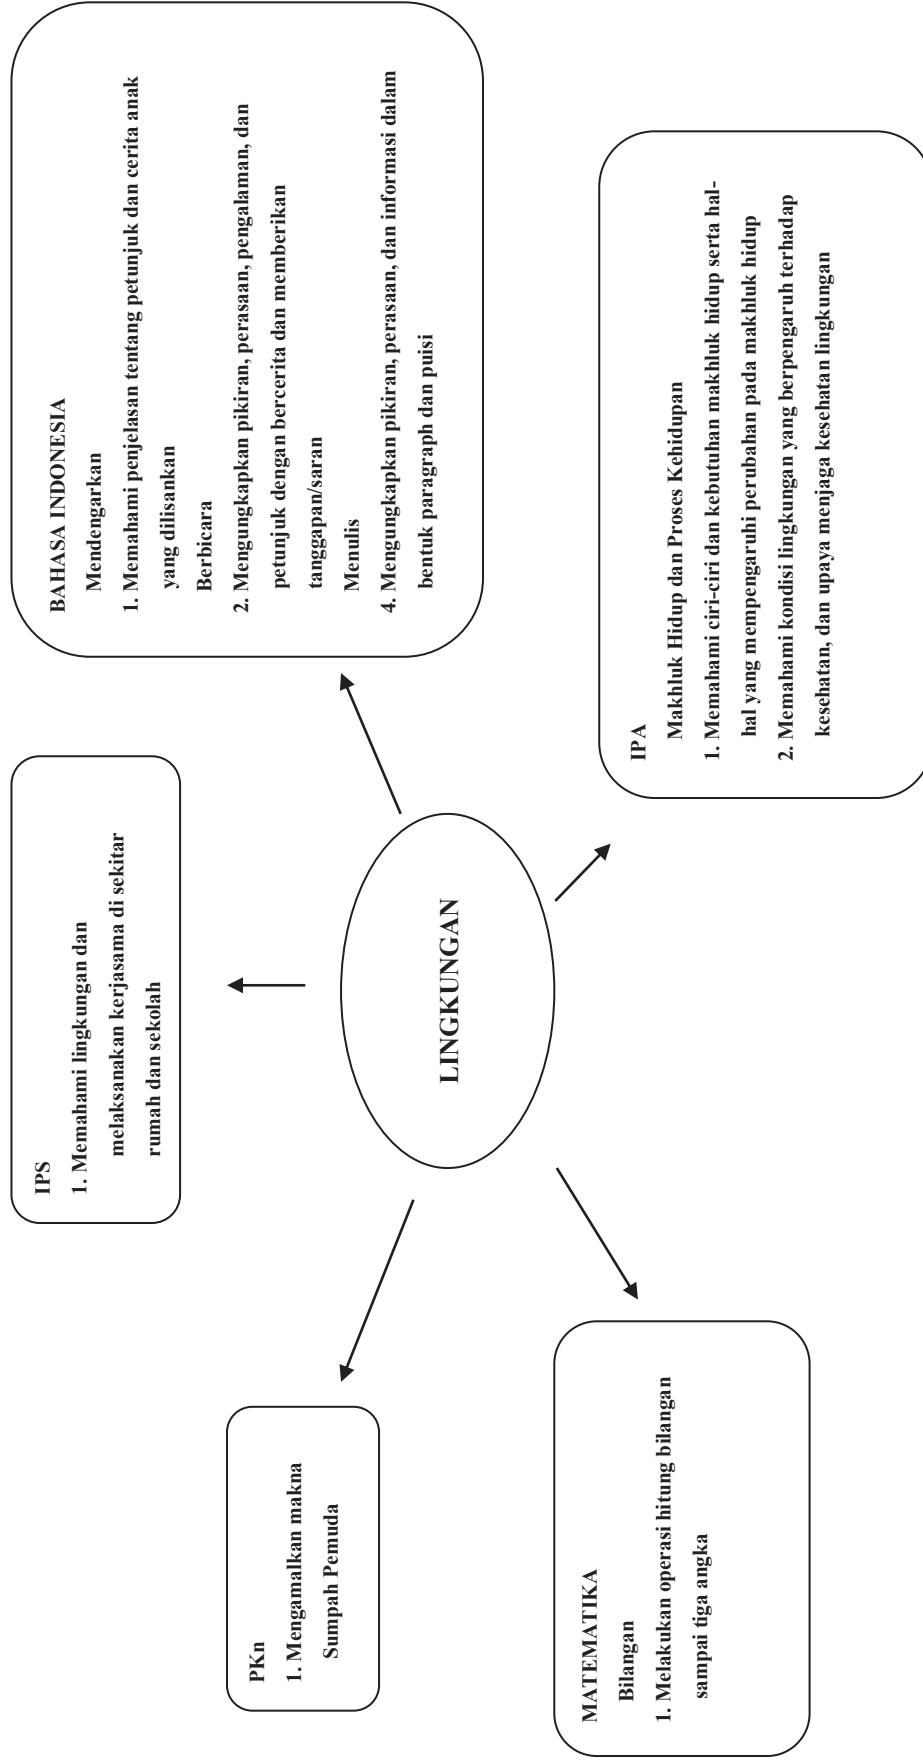 PKn
1. Mengamalkan makna
Sumpah Pemuda
IPS
1. Memahami lingkungan dan
melaksanakan kerjasama di sekitar
rumah dan sekolah
BAHASA INDONESIA
Mendengarkan
1. Memahami penjelasan tentang petunjuk dan cerita anak
yang dilisankan
Berbicara
2. Mengungkapkan pikiran, perasaan, pengalaman, dan
petunjuk dengan bercerita dan memberikan
tanggapan/saran
Menulis
4. Mengungkapkan pikiran, perasaan, dan informasi dalam
bentuk paragraph dan puisi
LINGKUNGAN
MATEMATIKA
Bilangan
1. Melakukan operasi hitung bilangan
sampai tiga angka
IPA
Makhluk Hidup dan Proses Kehidupan
1. Memahami ciri-ciri dan kebutuhan makhluk hidup serta hal-
hal yang mempengaruhi perubahan pada makhluk hidup
2. Memahami kondisi lingkungan yang berpengaruh terhadap
kesehatan, dan upaya menjaga kesehatan lingkungan